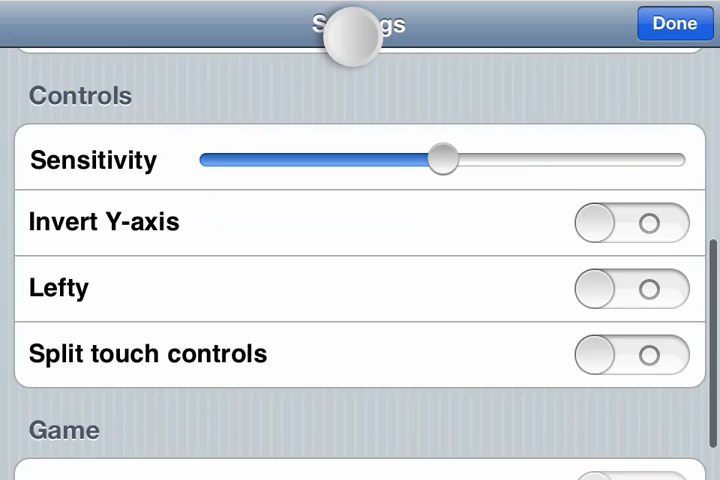 Done
Controls
Sensitivity
Invert Y-axis
Lefty
Split touch controls
Game